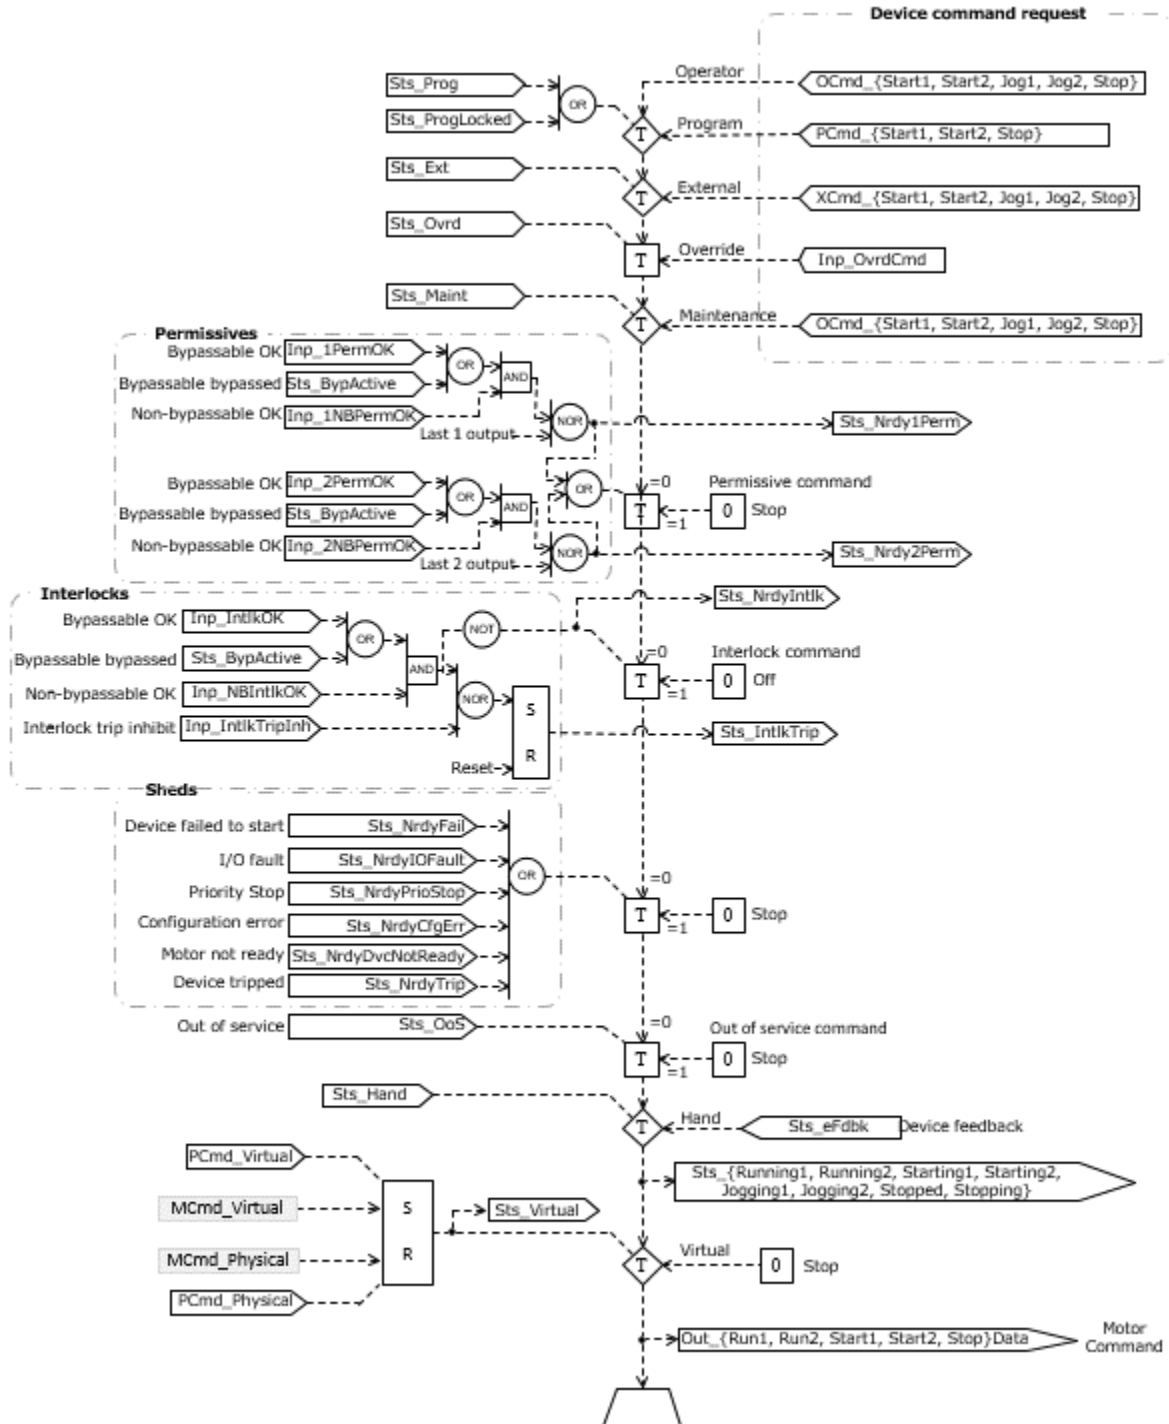 Device command request
Operator
OCmd_{Start1, Start2, Jog1, Jog2, Stop}
Sts_Prog
OR
Sts_ProgLocked
Program
T
PCmd_{Start1, Start2, Stop}
Sts_Ext
External
T
XCmd_{Start1, Start2, Jog1, Jog2, Stop}
Sts_Ovrd
Override
T
Inp_OvrdCmd
Sts_Maint
Maintenance
T
OCmd_{Start1, Start2, Jog1, Jog2, Stop}
Permissives
Bypassable OK
Inp_1PermOK
OR
AND
Bypassable bypassed
Sts_BypActive
Non-bypassable OK
Inp_1NBPermOK
Last 1 output
NOR
Sts_Nrdy1Perm
Bypassable OK
Inp_2PermOK
OR
AND
OR
=0
Permissive command
T
0
Stop
=1
Bypassable bypassed
Sts_BypActive
Non-bypassable OK
Inp_2NBPermOK
Last 2 output
NOR
Sts_Nrdy2Perm
Interlocks
Sts_NrdyIntlk
Bypassable OK
Inp_IntlkOK
OR
NOT
Bypassable bypassed
Sts_BypActive
AND
=0
Interlock command
T
0
Off
=1
Non-bypassable OK
Inp_NBIntlkOK
NOR
S
Interlock trip inhibit
Inp_IntlkTripInh
Sts_IntlkTrip
R
Reset
Sheds
Device failed to start
Sts_NrdyFail
I/O fault
Sts_NrdyIOFault
OR
=0
Priority Stop
Sts_NrdyPrioStop
T
0
Stop
=1
Configuration error
Sts_NrdyCfgErr
Motor not ready
Sts_NrdyDvcNotReady
Device tripped
Sts_NrdyTrip
Out of service
Sts_OoS
=0
Out of service command
T
0
Stop
=1
Sts_Hand
Hand
T
Sts_eFdbk
Device feedback
PCmd_Virtual
Sts_{Running1, Running2, Starting1, Starting2,
Jogging1, Jogging2, Stopped, Stopping}
MCmd_Virtual
S
Sts_Virtual
MCmd_Physical
R
Virtual
T
0
Stop
PCmd_Physical
Out_{Run1, Run2, Start1, Start2, Stop}Data
Motor
Command